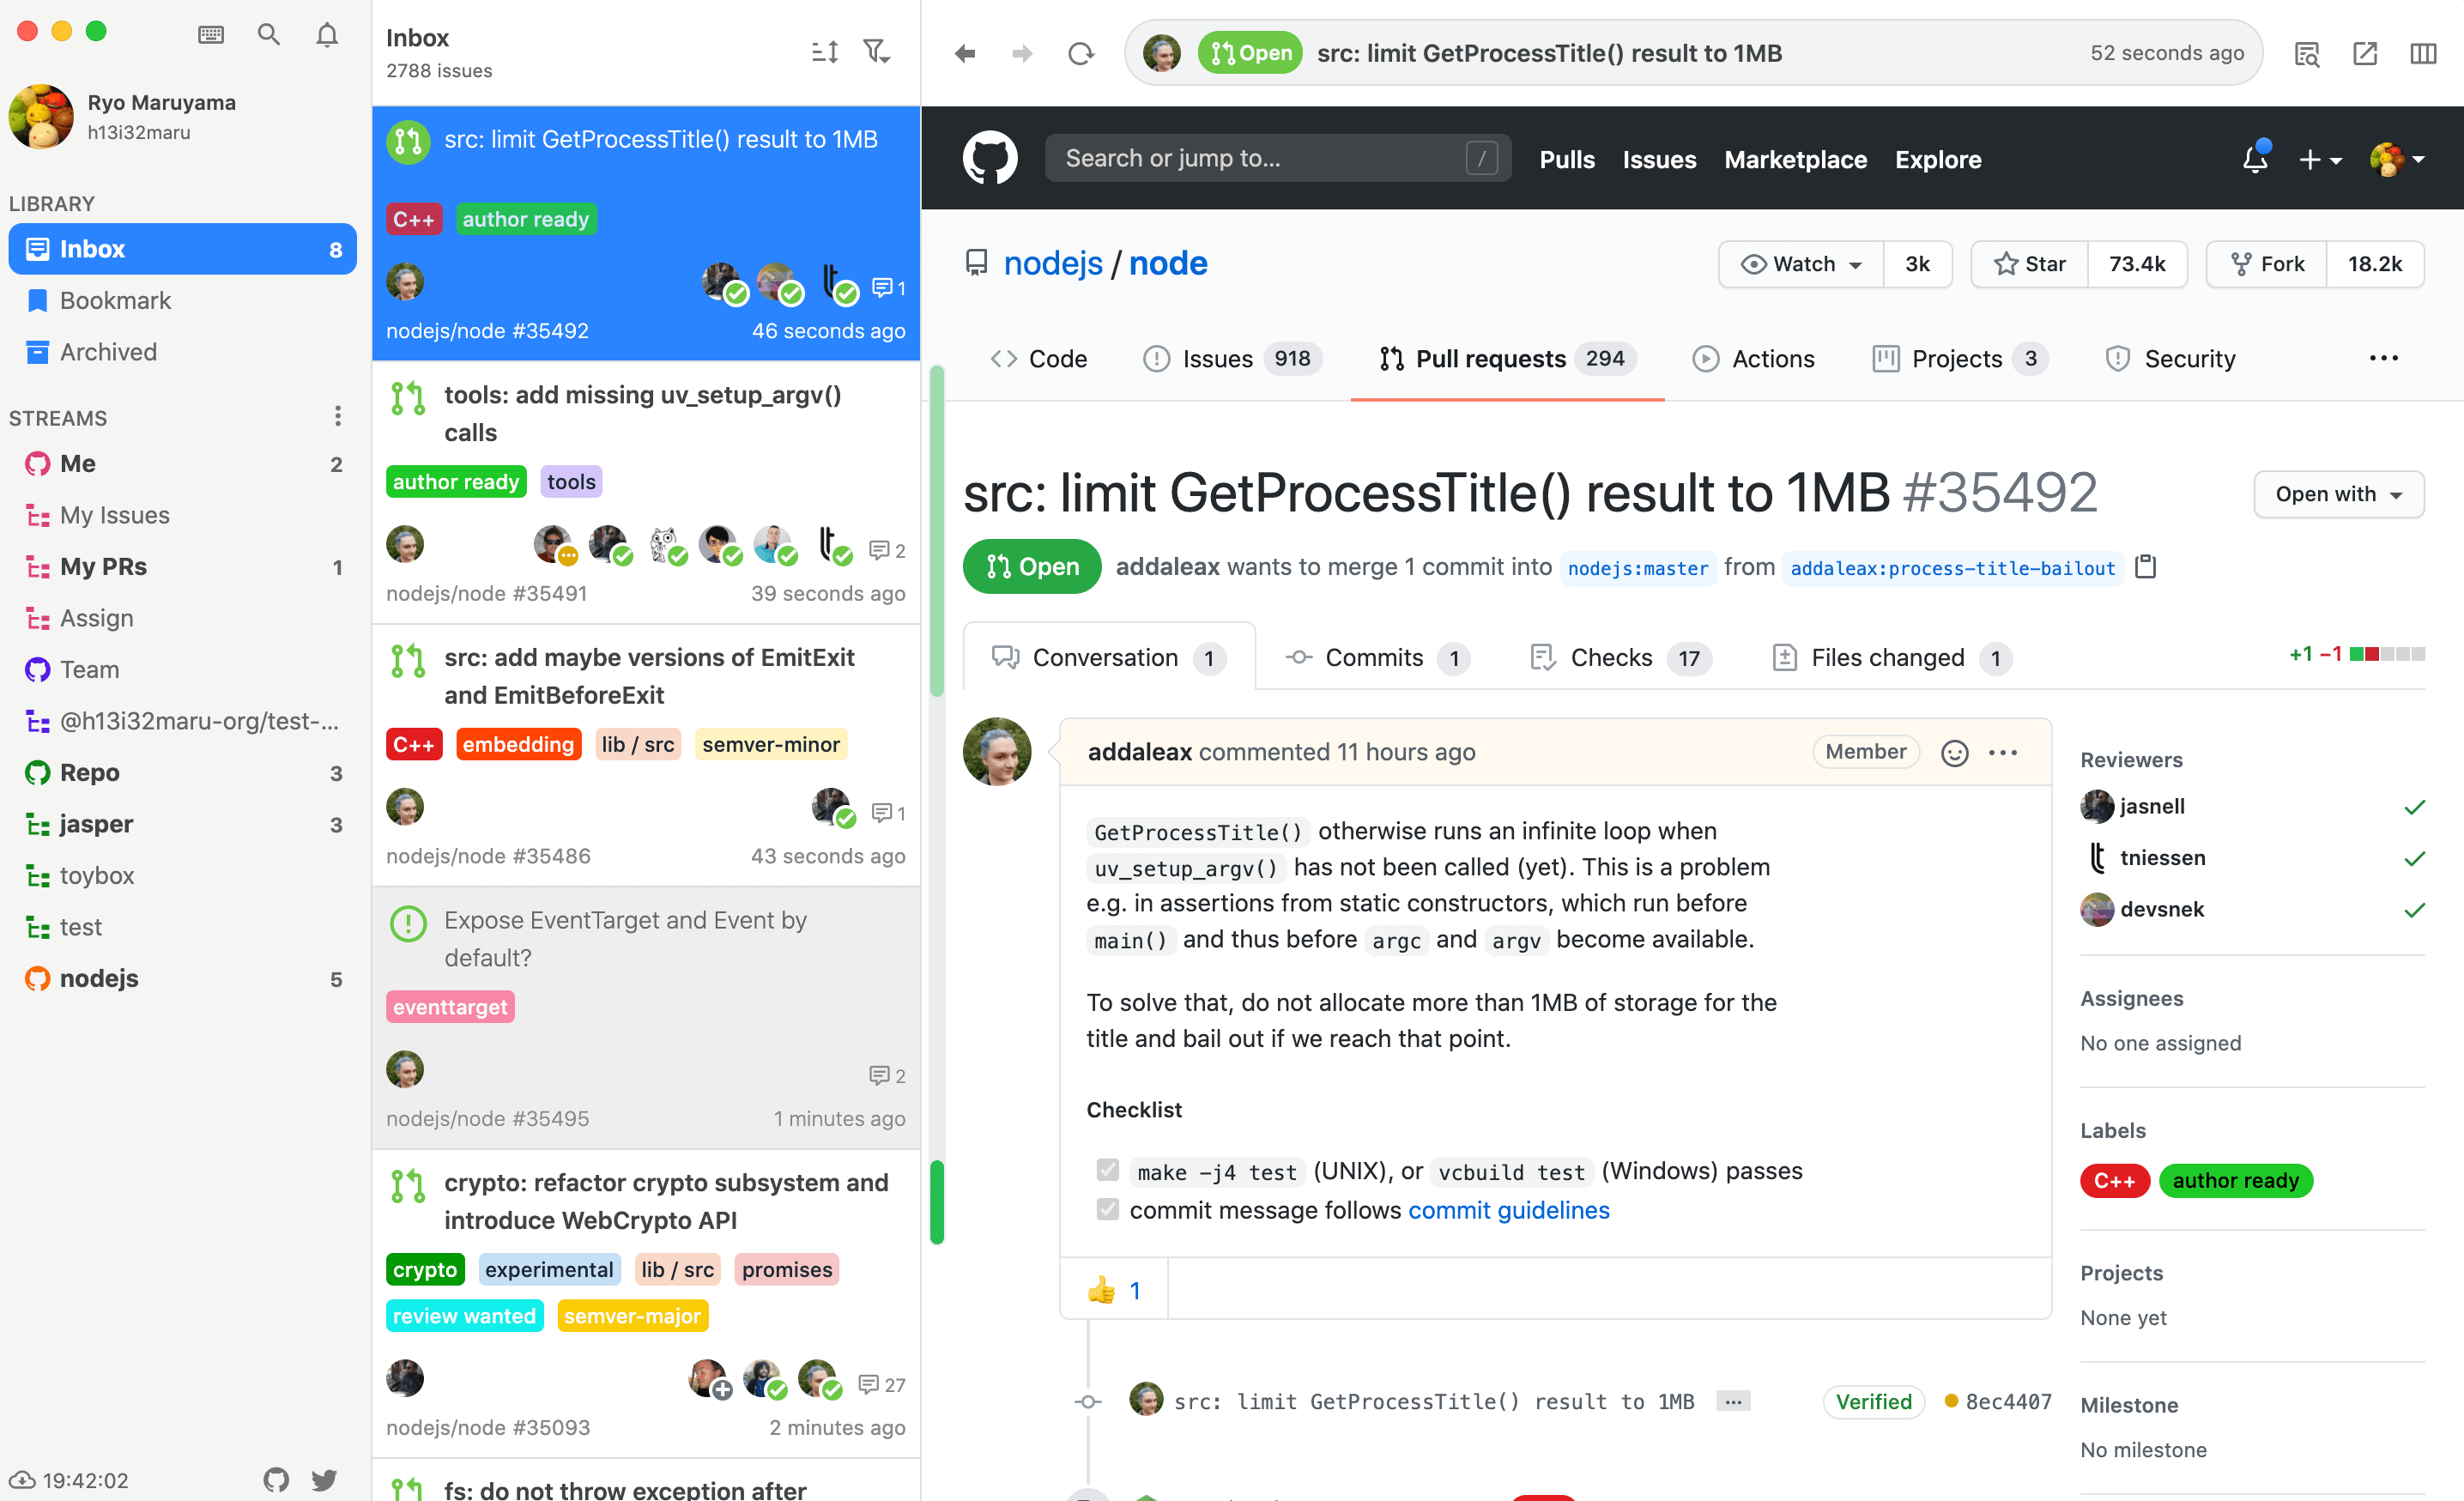 Ryo Maruyama
h13i32maru
LIBRARY
Inbox 8
Bookmark
Archived
STREAMS
Me 2
My Issues
My PRs 1
Assign
Team
@h13i32maru-org/test-...
Repo 3
jasper 3
toybox
test
nodejs 5
19:42:02
Inbox
2788 issues
src: limit GetProcessTitle() result to 1MB
C++ author ready
1
nodejs/node #35492 46 seconds ago
tools: add missing uv_setup_argv()
calls
author ready tools
2
nodejs/node #35491 39 seconds ago
src: add maybe versions of EmitExit
and EmitBeforeExit
C++ embedding lib / src semver-minor
1
nodejs/node #35486 43 seconds ago
Expose EventTarget and Event by
default?
eventtarget
2
nodejs/node #35495 1 minutes ago
crypto: refactor crypto subsystem and
introduce WebCrypto API
crypto experimental lib / src promises
review wanted semver-major
27
nodejs/node #35093 2 minutes ago
fs: do not throw exception after
Open src: limit GetProcessTitle() result to 1MB 52 seconds ago
Search or jump to... / Pulls Issues Marketplace Explore
nodejs / node
Watch 3k Star 73.4k Fork 18.2k
Code Issues 918 Pull requests 294 Actions Projects 3 Security
src: limit GetProcessTitle() result to 1MB #35492
Open with
Open addaleax wants to merge 1 commit into nodejs:master from addaleax:process-title-bailout
Conversation 1 Commits 1 Checks 17 Files changed 1 +1 −1
addaleax commented 11 hours ago Member
GetProcessTitle() otherwise runs an infinite loop when
uv_setup_argv() has not been called (yet). This is a problem
e.g. in assertions from static constructors, which run before
main() and thus before argc and argv become available.
To solve that, do not allocate more than 1MB of storage for the
title and bail out if we reach that point.
Checklist
make -j4 test (UNIX), or vcbuild test (Windows) passes
commit message follows commit guidelines
1
src: limit GetProcessTitle() result to 1MB ... Verified 8ec4407
Reviewers
jasnell
tniessen
devsnek
Assignees
No one assigned
Labels
C++ author ready
Projects
None yet
Milestone
No milestone